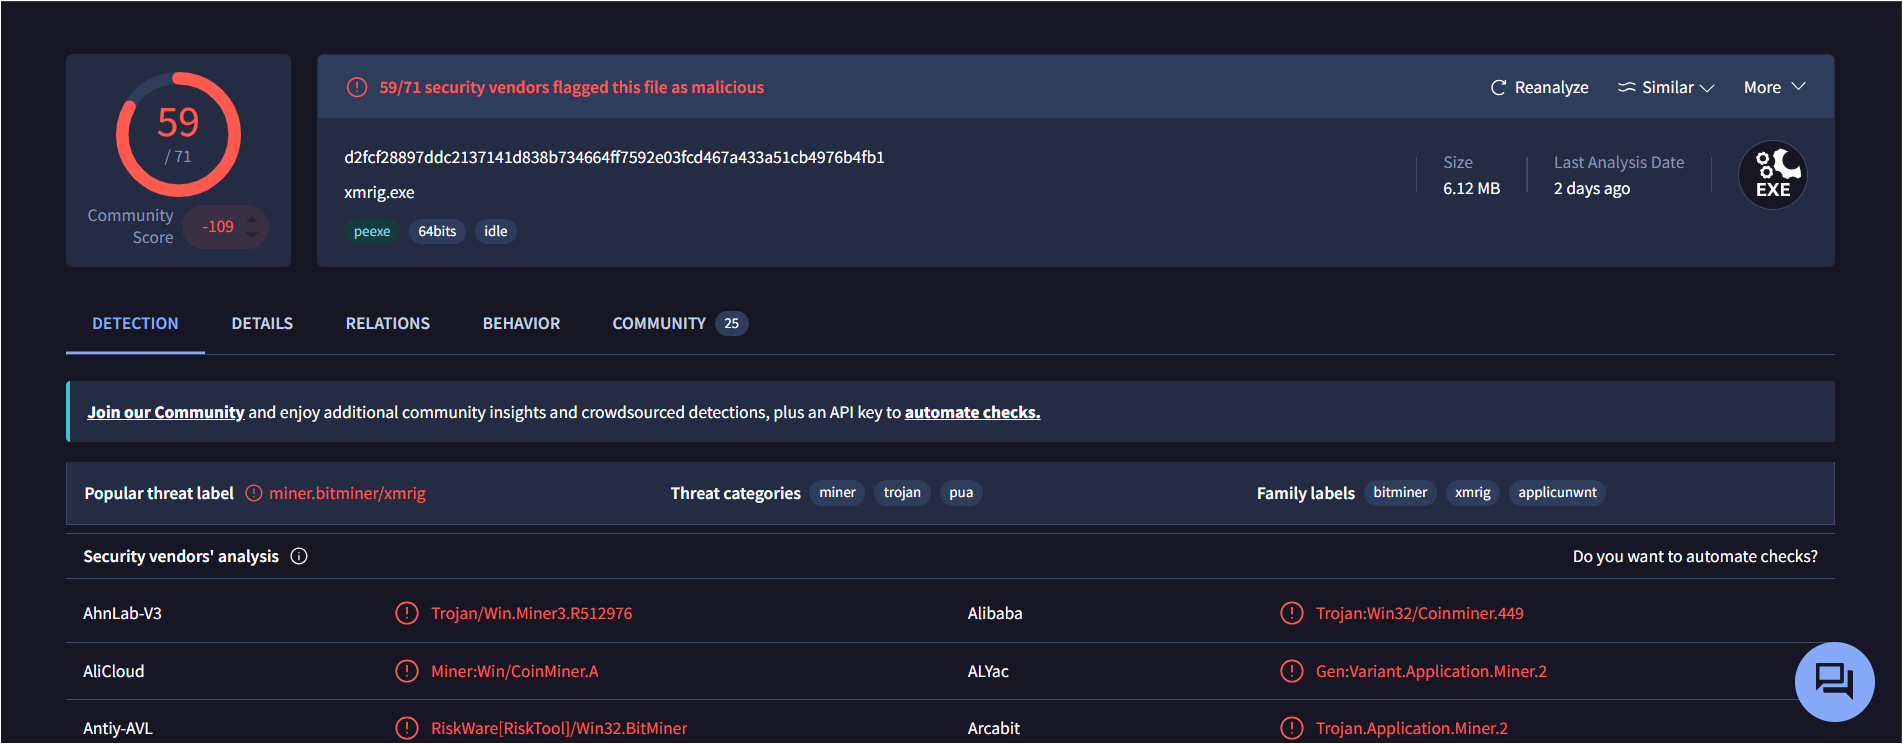 59
/ 71
Community
Score
-109
59/71 security vendors flagged this file as malicious
Reanalyze
Similar
More
d2fcf28897ddc2137141d838b734664ff7592e03fcd467a433a51cb4976b4fb1
xmrig.exe
peexe
64bits
idle
Size
6.12 MB
Last Analysis Date
2 days ago
EXE
DETECTION
DETAILS
RELATIONS
BEHAVIOR
COMMUNITY
25
Join our Community and enjoy additional community insights and crowdsourced detections, plus an API key to automate checks.
Popular threat label
miner.bitminer/xmrig
Threat categories
miner
trojan
pua
Family labels
bitminer
xmrig
applicunwnt
Security vendors' analysis
Do you want to automate checks?
AhnLab-V3
Trojan/Win.Miner3.R512976
Alibaba
Trojan:Win32/Coinminer.449
AliCloud
Miner:Win/CoinMiner.A
ALYac
Gen:Variant.Application.Miner.2
Antiy-AVL
RiskWare[RiskTool]/Win32.BitMiner
Arcabit
Trojan.Application.Miner.2